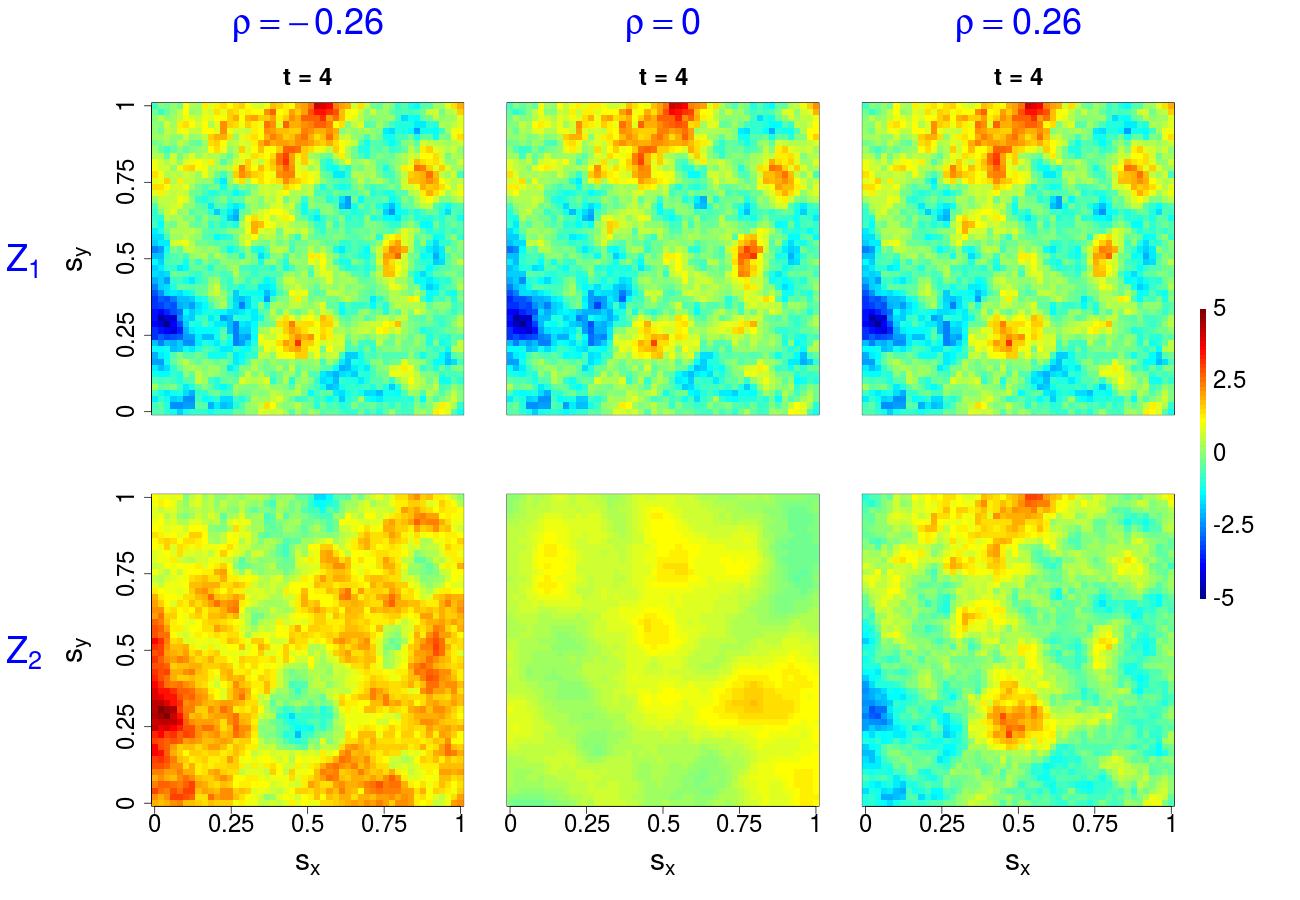 ρ = −0.26 ρ = 0 ρ = 0.26
t = 4 t = 4 t = 4
Z1 sy 0 0.25 0.5 0.75 1
5
2.5
0
-2.5
-5
Z2 sy 0 0.25 0.5 0.75 1
0 0.25 0.5 0.75 1 0 0.25 0.5 0.75 1 0 0.25 0.5 0.75 1
sx sx sx